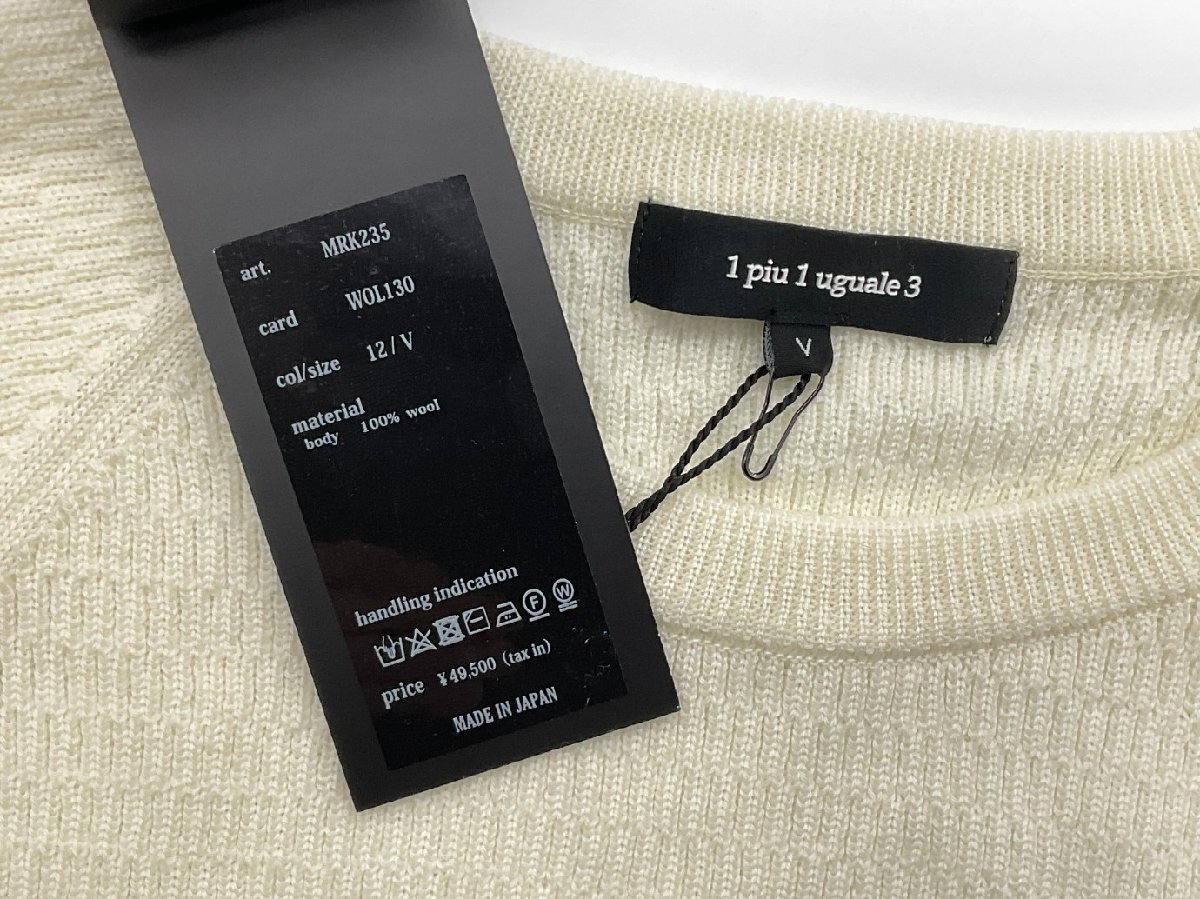 art. MRK235
card WOL130
col/size 12/V
material
body 100% wool
handling indication
F W
price ¥49,500 (tax in)
MADE IN JAPAN
1 piu 1 uguale 3
V